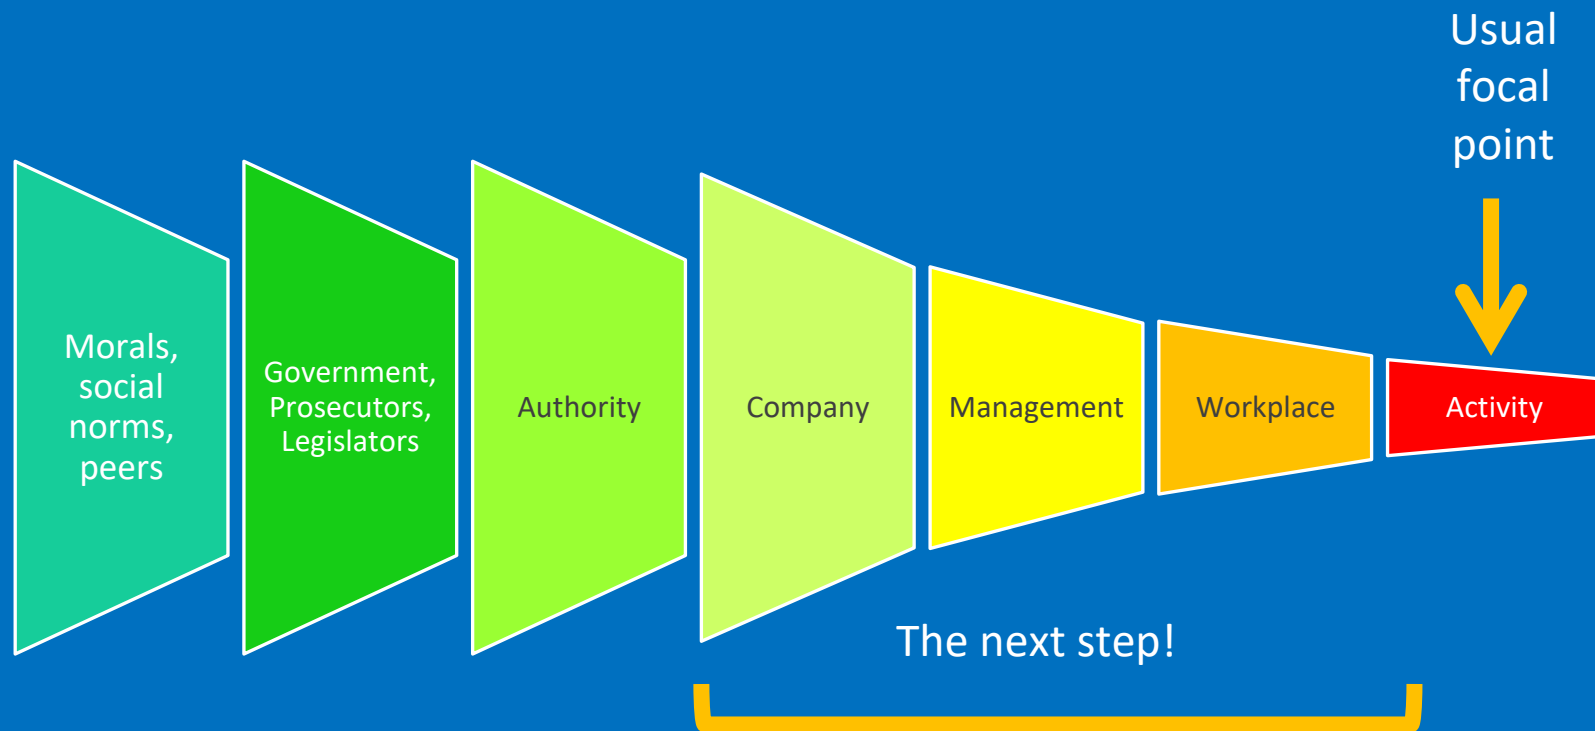 Usual
focal
point
Morals,
social
norms,
peers
Government,
Prosecutors,
Legislators
Authority
Company
Management
Workplace
Activity
The next step!